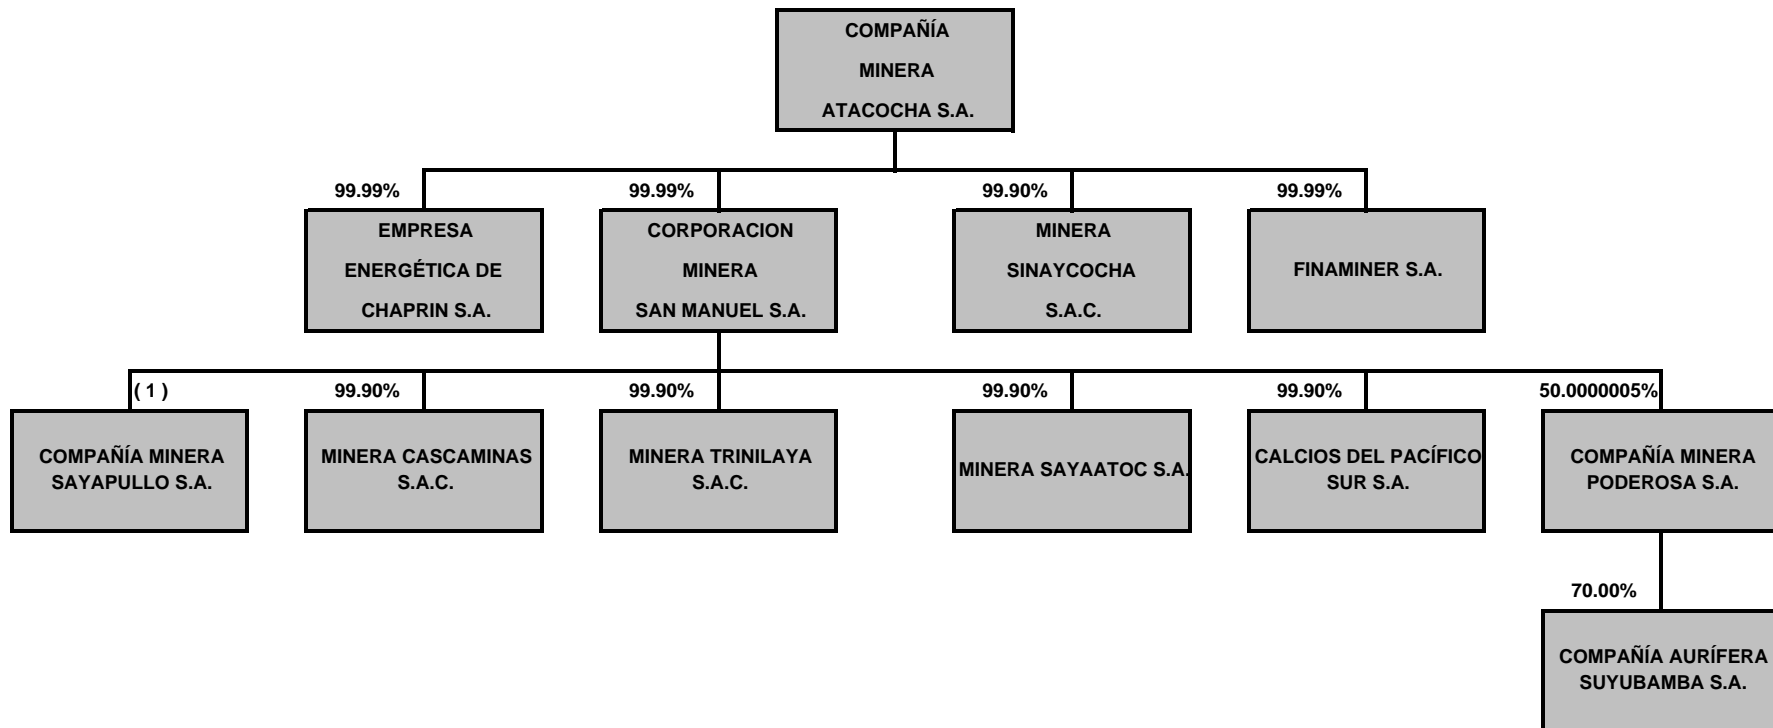 COMPAÑÍA
MINERA
ATACOCHA S.A.
99.99%
99.99%
99.90%
99.99%
EMPRESA
ENERGÉTICA DE
CHAPRIN S.A.
CORPORACION
MINERA
SAN MANUEL S.A.
MINERA
SINAYCOCHA
S.A.C.
FINAMINER S.A.
( 1 )
99.90%
99.90%
99.90%
99.90%
50.0000005%
COMPAÑÍA MINERA
SAYAPULLO S.A.
MINERA CASCAMINAS
S.A.C.
MINERA TRINILAYA
S.A.C.
MINERA SAYAATOC S.A.
CALCIOS DEL PACÍFICO
SUR S.A.
COMPAÑÍA MINERA
PODEROSA S.A.
70.00%
COMPAÑÍA AURÍFERA
SUYUBAMBA S.A.